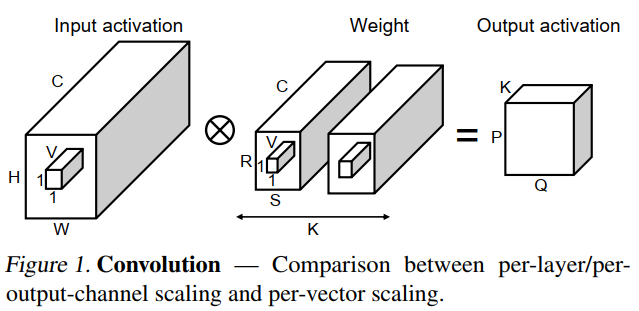 Input activation
Weight
Output activation
C
V
1
1
H
W
C
V
1
1
R
S
K
=
K
P
Q
Figure 1. Convolution — Comparison between per-layer/per-
output-channel scaling and per-vector scaling.